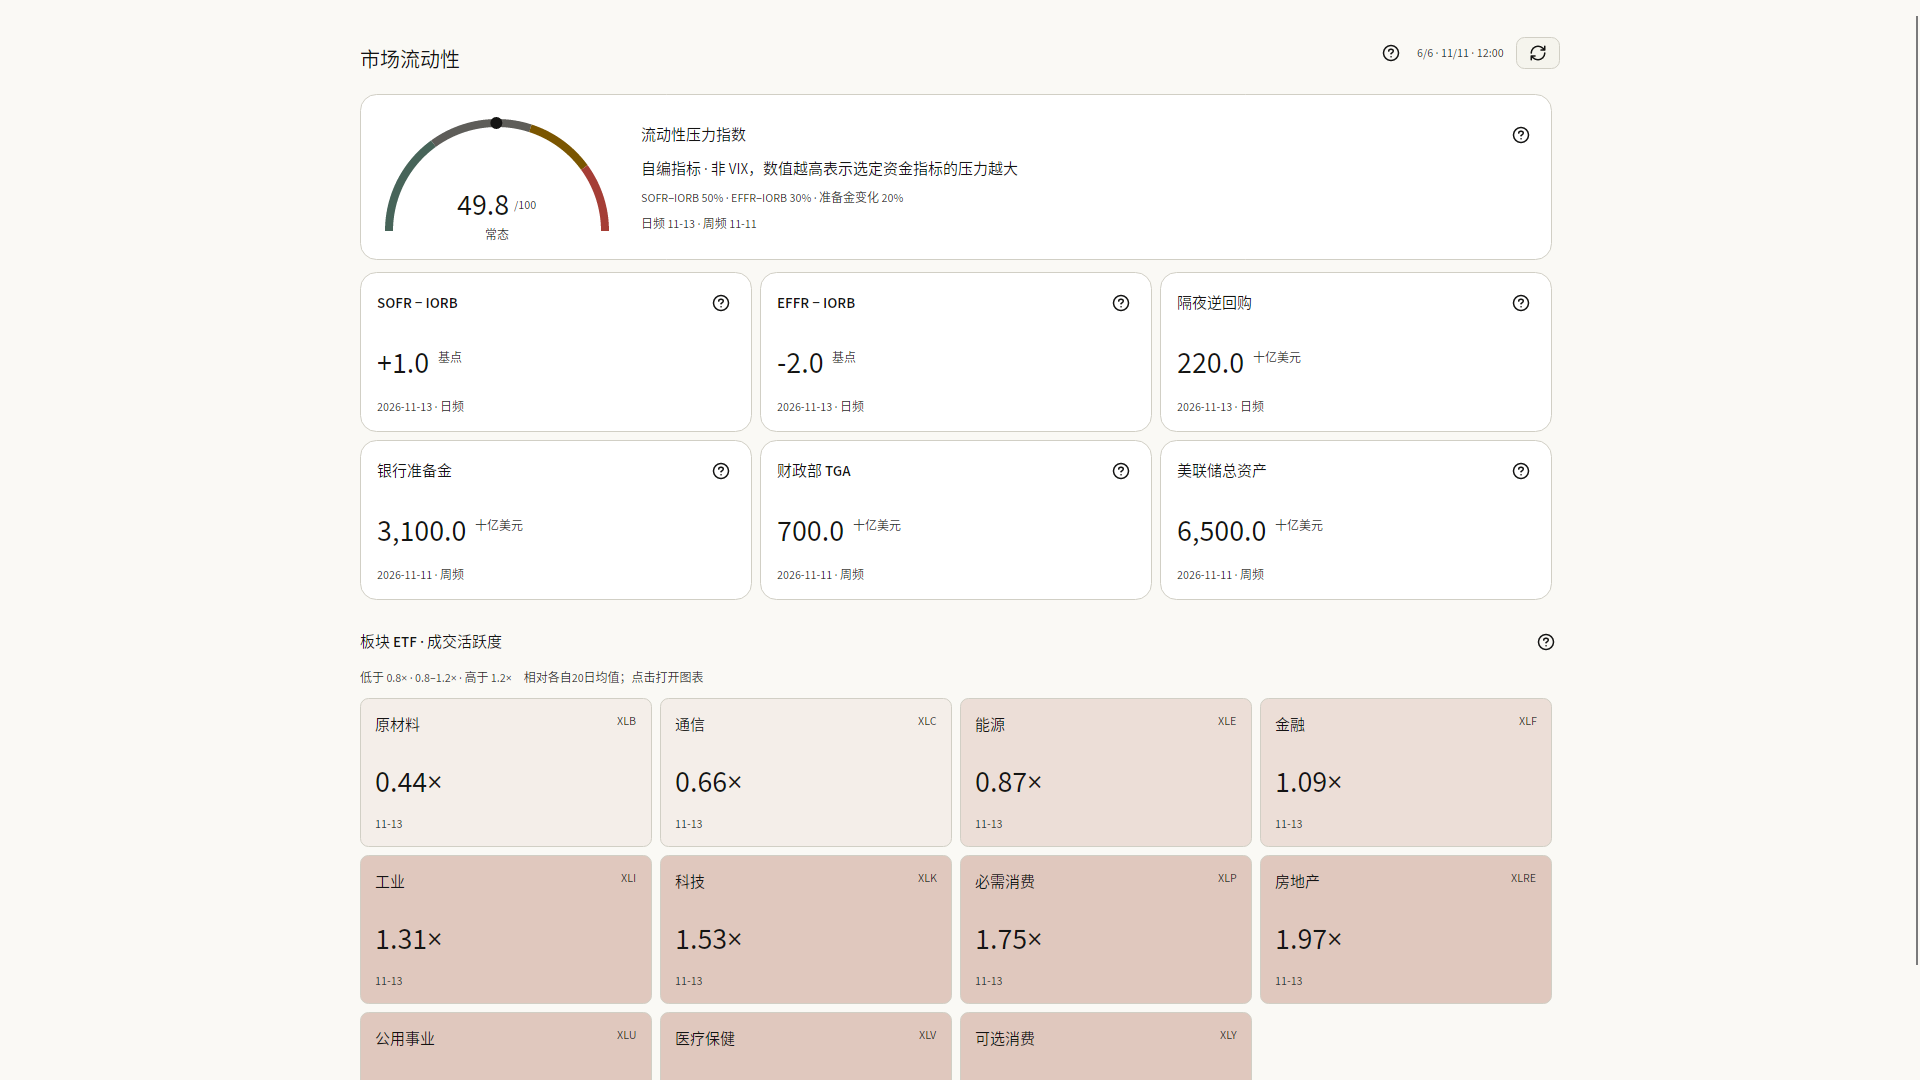 市场流动性
6/6 · 11/11 · 12:00
流动性压力指数
自编指标 · 非 VIX，数值越高表示选定资金指标的压力越大
SOFR−IORB 50% · EFFR−IORB 30% · 准备金变化 20%
日频 11-13 · 周频 11-11
49.8 /100
常态
SOFR − IORB
+1.0 基点
2026-11-13 · 日频
EFFR − IORB
-2.0 基点
2026-11-13 · 日频
隔夜逆回购
220.0 十亿美元
2026-11-13 · 日频
银行准备金
3,100.0 十亿美元
2026-11-11 · 周频
财政部 TGA
700.0 十亿美元
2026-11-11 · 周频
美联储总资产
6,500.0 十亿美元
2026-11-11 · 周频
板块 ETF · 成交活跃度
低于 0.8× · 0.8–1.2× · 高于 1.2× 相对各自20日均值；点击打开图表
原材料 XLB
0.44×
11-13
通信 XLC
0.66×
11-13
能源 XLE
0.87×
11-13
金融 XLF
1.09×
11-13
工业 XLI
1.31×
11-13
科技 XLK
1.53×
11-13
必需消费 XLP
1.75×
11-13
房地产 XLRE
1.97×
11-13
公用事业 XLU
医疗保健 XLV
可选消费 XLY